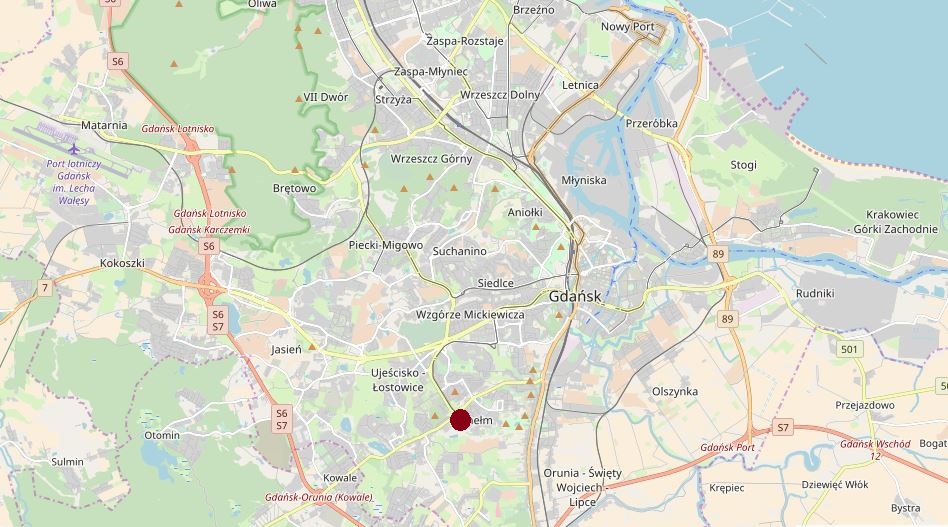 S6
Oliwa
Brzeźno
Nowy Port
Zaspa-Rozstaje
S6
Zaspa-Młyniec
Letnica
VII Dwór
Strzyża
Wrzeszcz Dolny
Matarnia
Gdańsk Lotnisko
Przeróbka
Port lotniczy
Gdańsk
im. Lecha
Wałęsy
Wrzeszcz Górny
Stogi
Brętowo
Młyniska
Gdańsk Lotnisko
Gdańsk Karczemki
Aniołki
Krakowiec
- Górki Zachodnie
S6
Piecki-Migowo
Suchanino
89
Kokoszki
7
Siedlce
Gdańsk
Rudniki
S6
S7
Wzgórze Mickiewicza
89
Jasień
501
Ujeścisko -
Łostowice
Olszynka
Przejazdowo
S6
S7
Otomin
S7
Gdańsk Port
Gdańsk Wschód
12
Sulmin
Kowale
Orunia - Święty
Wojciech -
Lipce
Gdańsk-Orunia (Kowale)
Krępiec
Dziewięć Włók
Bystra